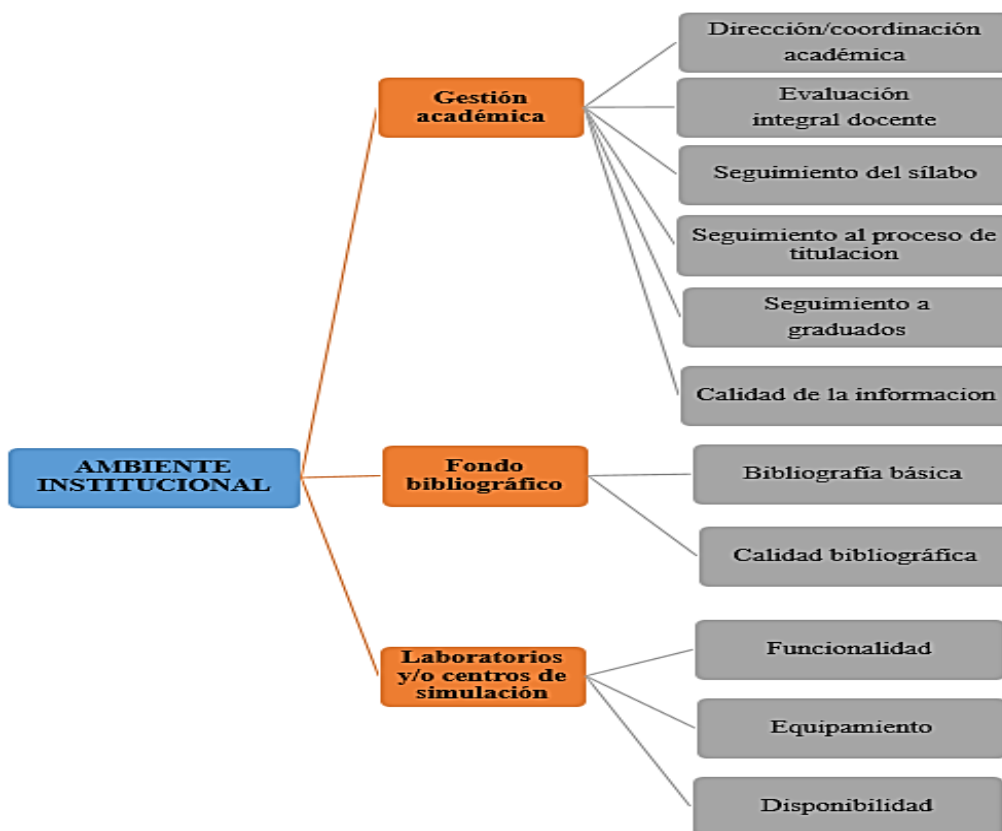 Dirección/coordinación
académica
Gestión
académica
Evaluación
integral docente
Seguimiento del sílabo
Seguimiento al proceso de
titulacion
Seguimiento a
graduados
Calidad de la informacion
AMBIENTE
INSTITUCIONAL
Fondo
bibliográfico
Bibliografía básica
Calidad bibliográfica
Laboratorios
y/o centros de
simulación
Funcionalidad
Equipamiento
Disponibilidad